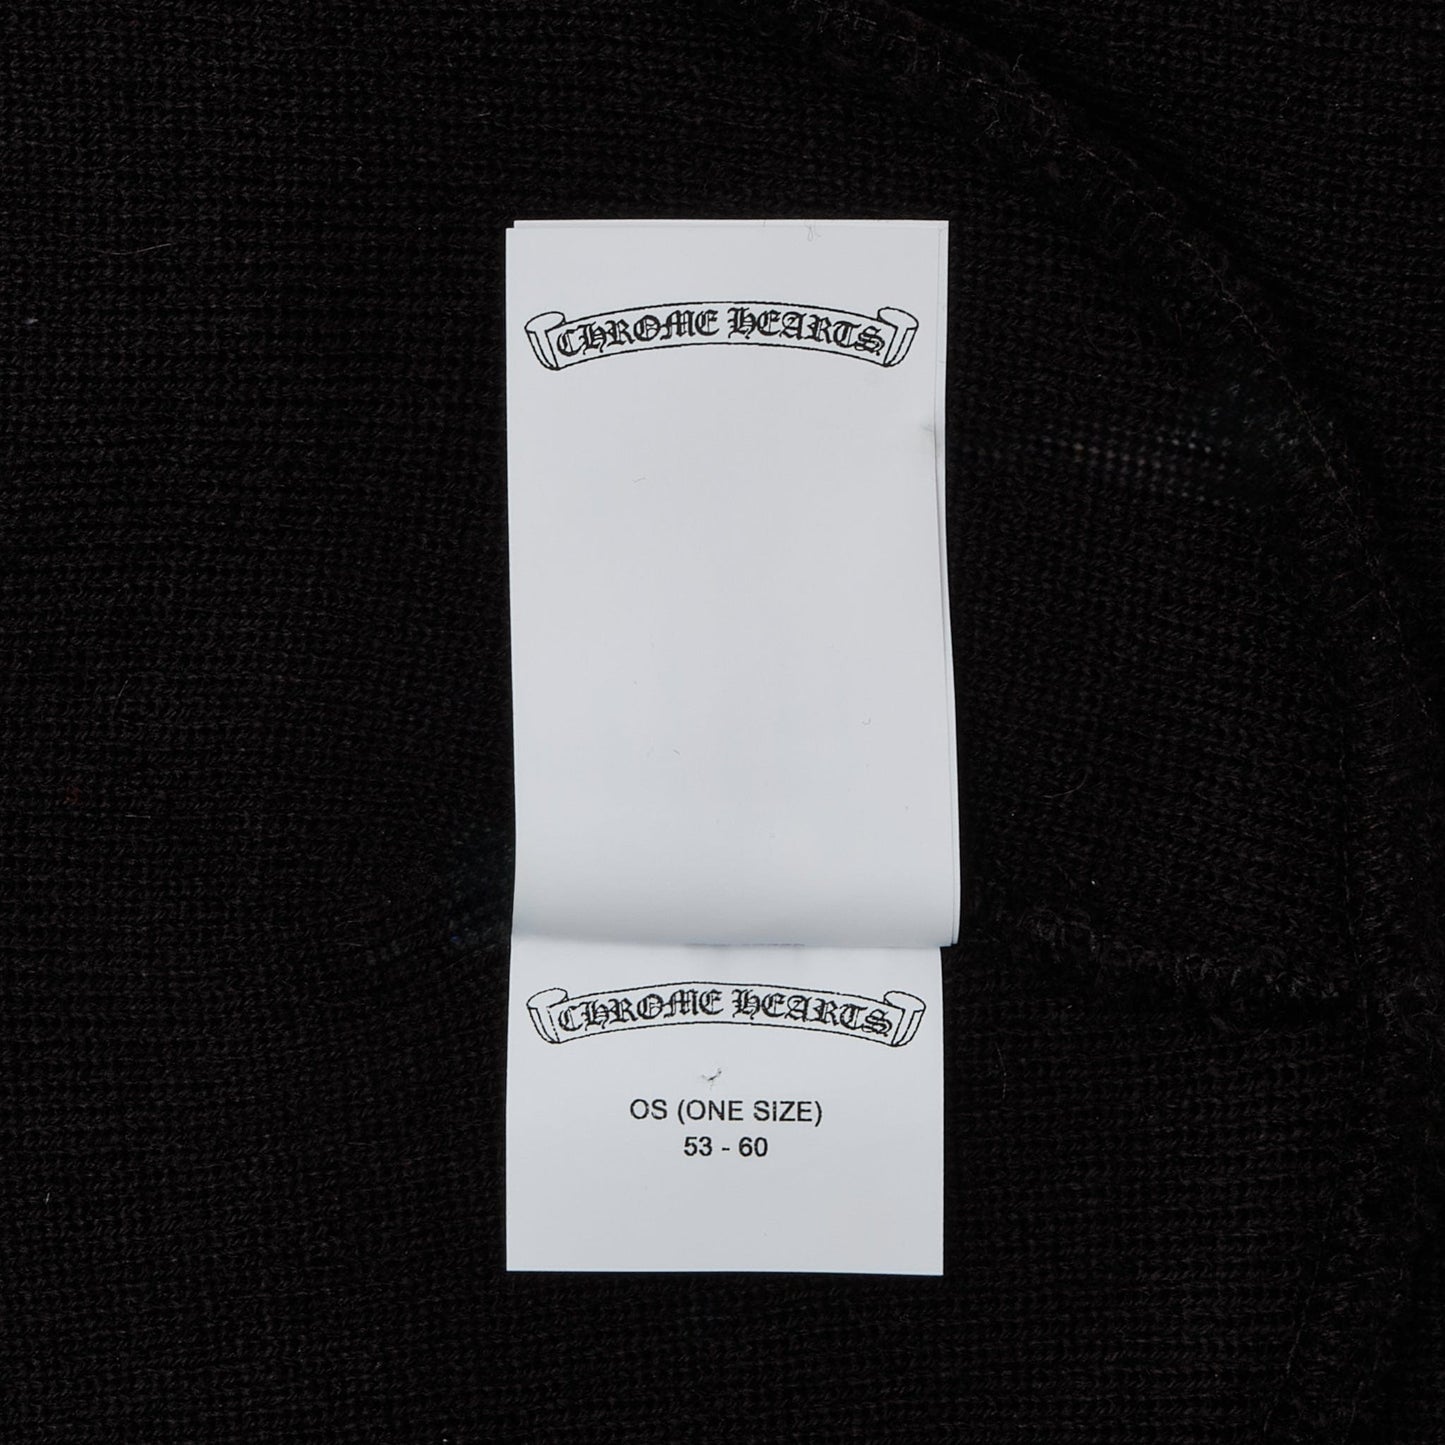 CHROME HEARTS
CHROME HEARTS
OS (ONE SIZE)
53 - 60